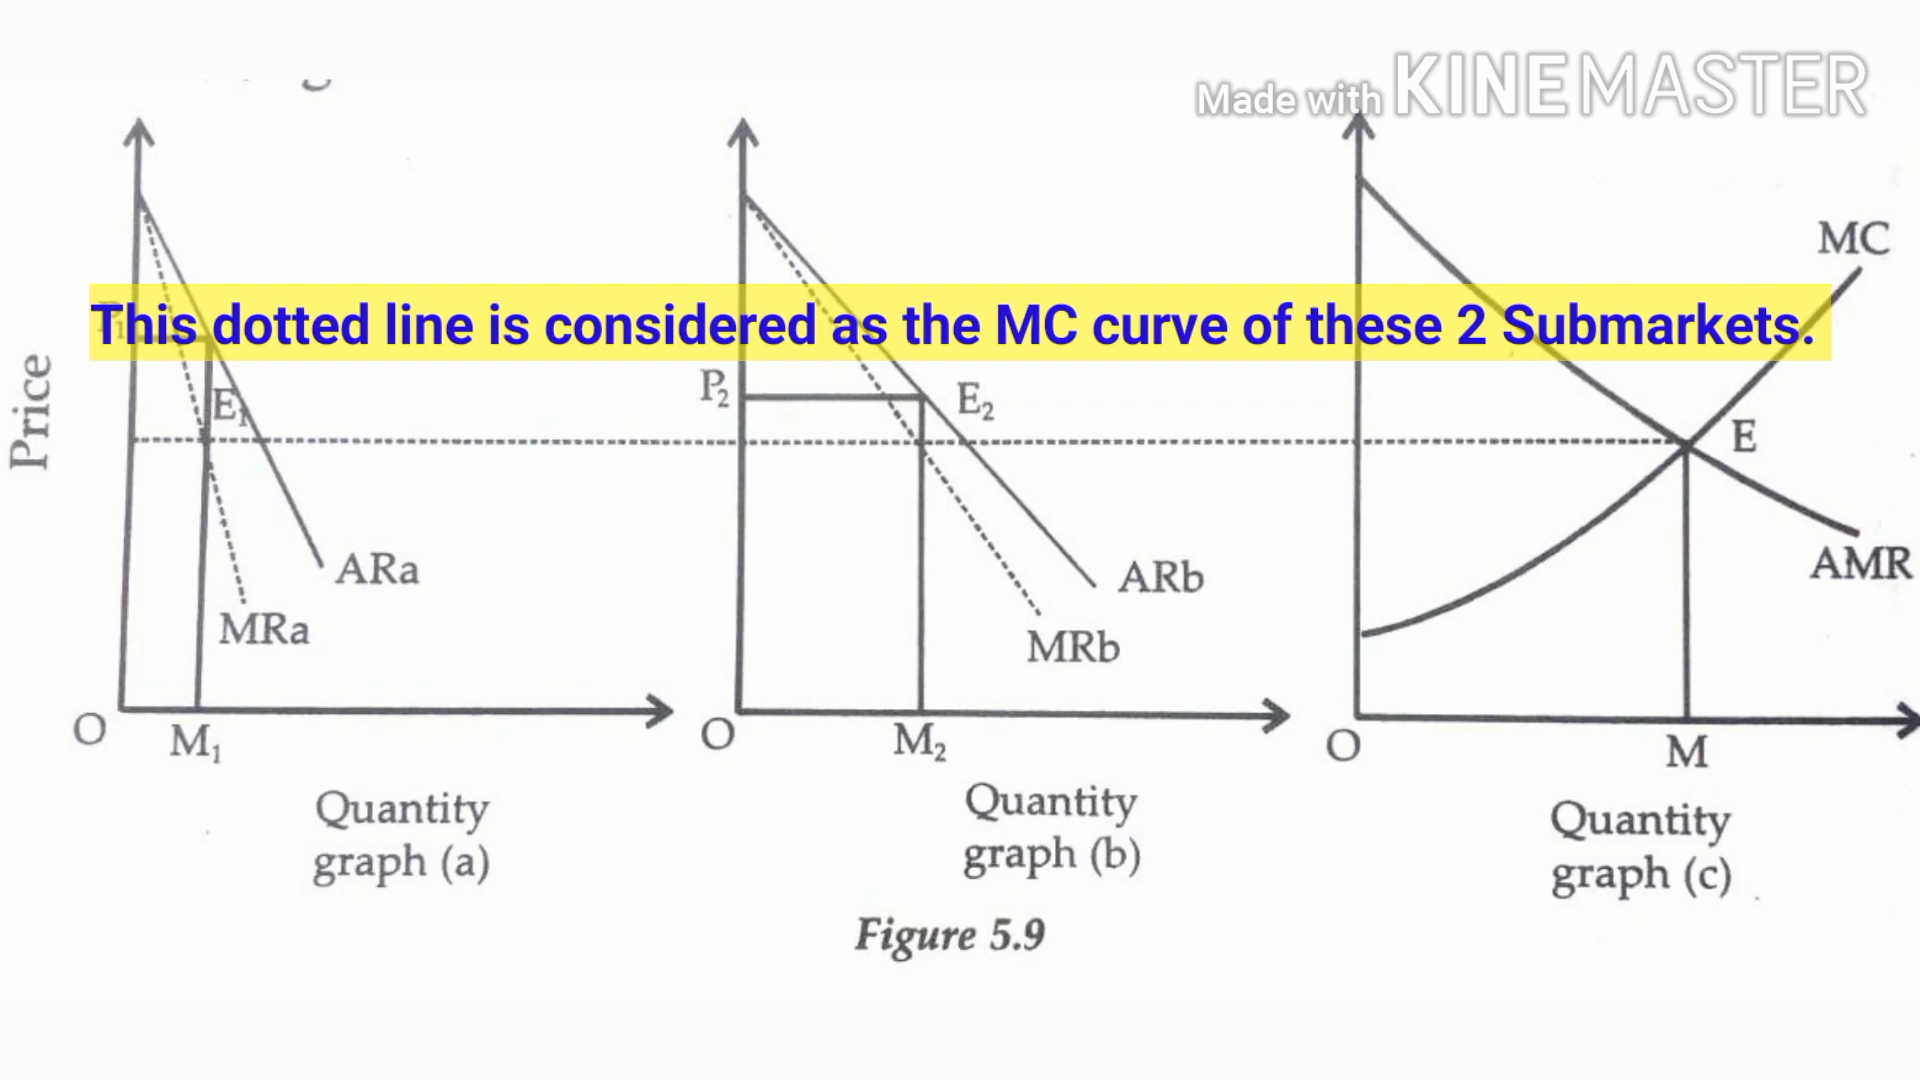 Made with KINEMASTER
MC
This dotted line is considered as the MC curve of these 2 Submarkets.
Price
P₂
E₁
E₂
E
ARa
ARb
AMR
MRa
MRb
O
M₁
O
M₂
O
M
Quantity
graph (a)
Quantity
graph (b)
Quantity
graph (c)
Figure 5.9